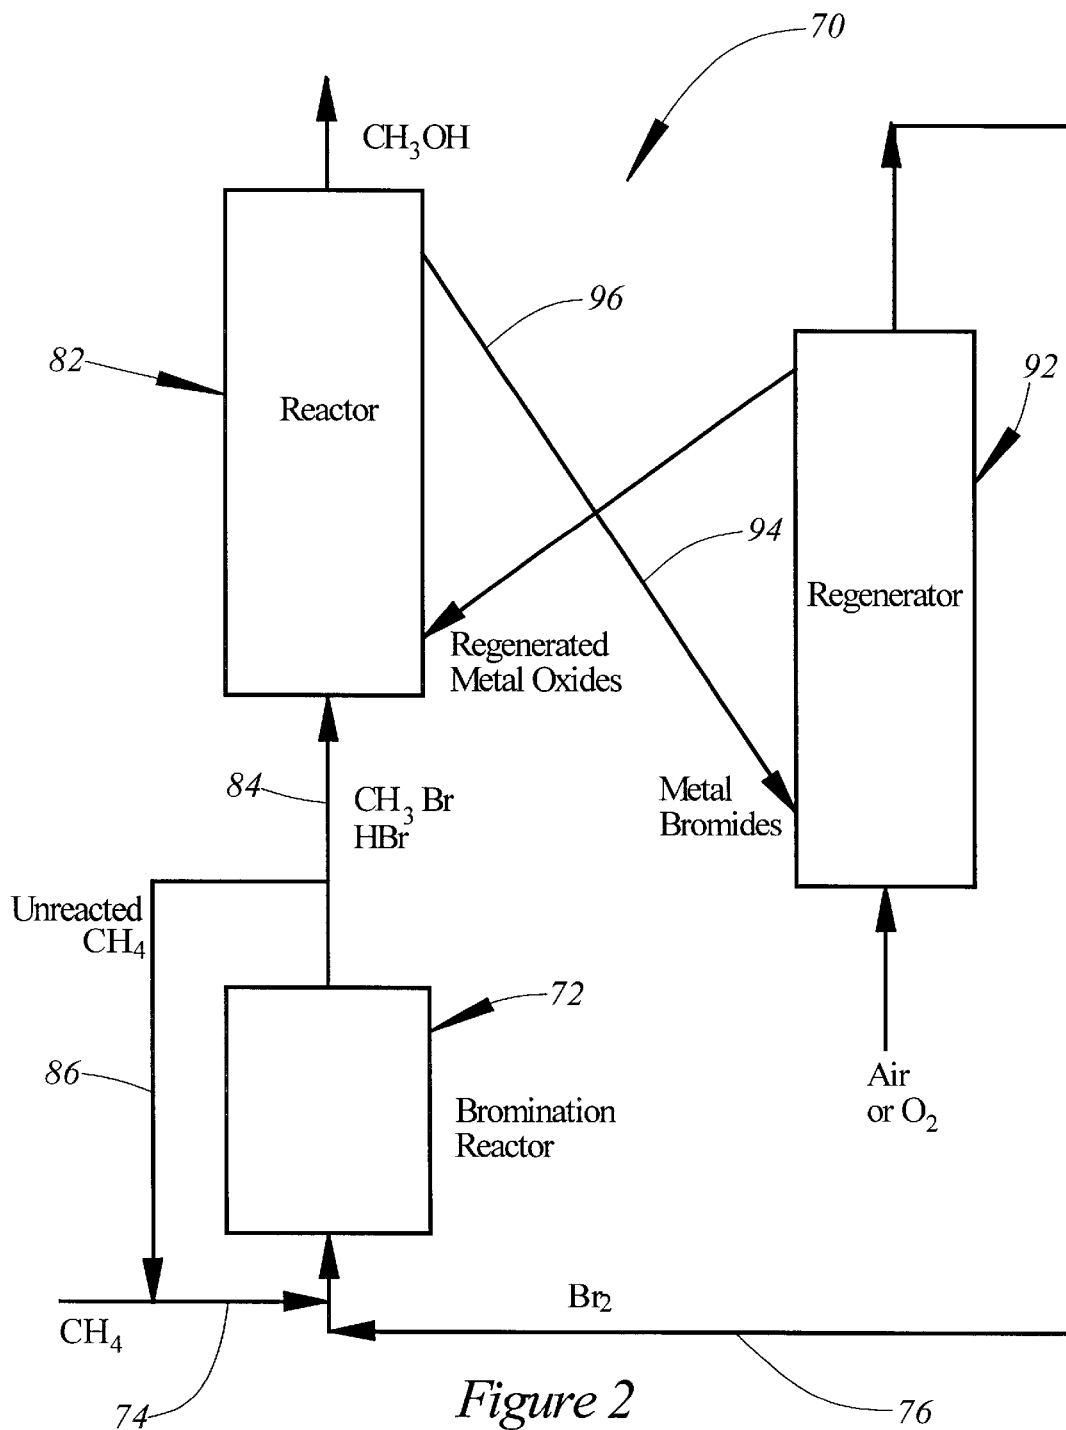 70
CH3OH
96
82
92
Reactor
94
Regenerator
Regenerated
Metal Oxides
84
CH3 Br
HBr
Metal
Bromides
Unreacted
CH4
72
86
Air
or O2
Bromination
Reactor
Br2
CH4
74
Figure 2
76